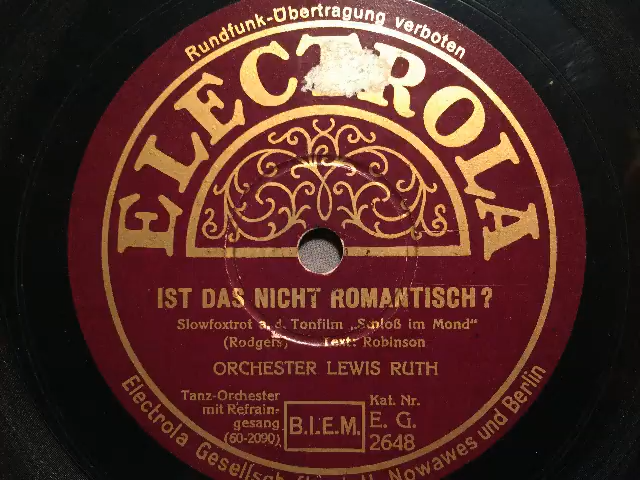 Rundfunk-Übertragung verboten
ELECTROLA
IST DAS NICHT ROMANTISCH?
Slowfoxtrot a. d. Tonfilm „Schloß im Mond"
(Rodgers) Text: Robinson
ORCHESTER LEWIS RUTH
Tanz-Orchester
mit Refrain-
gesang
(60-2090)
B.I.E.M.
Kat. Nr.
E. G.
2648
Electrola Nowawes und Berlin